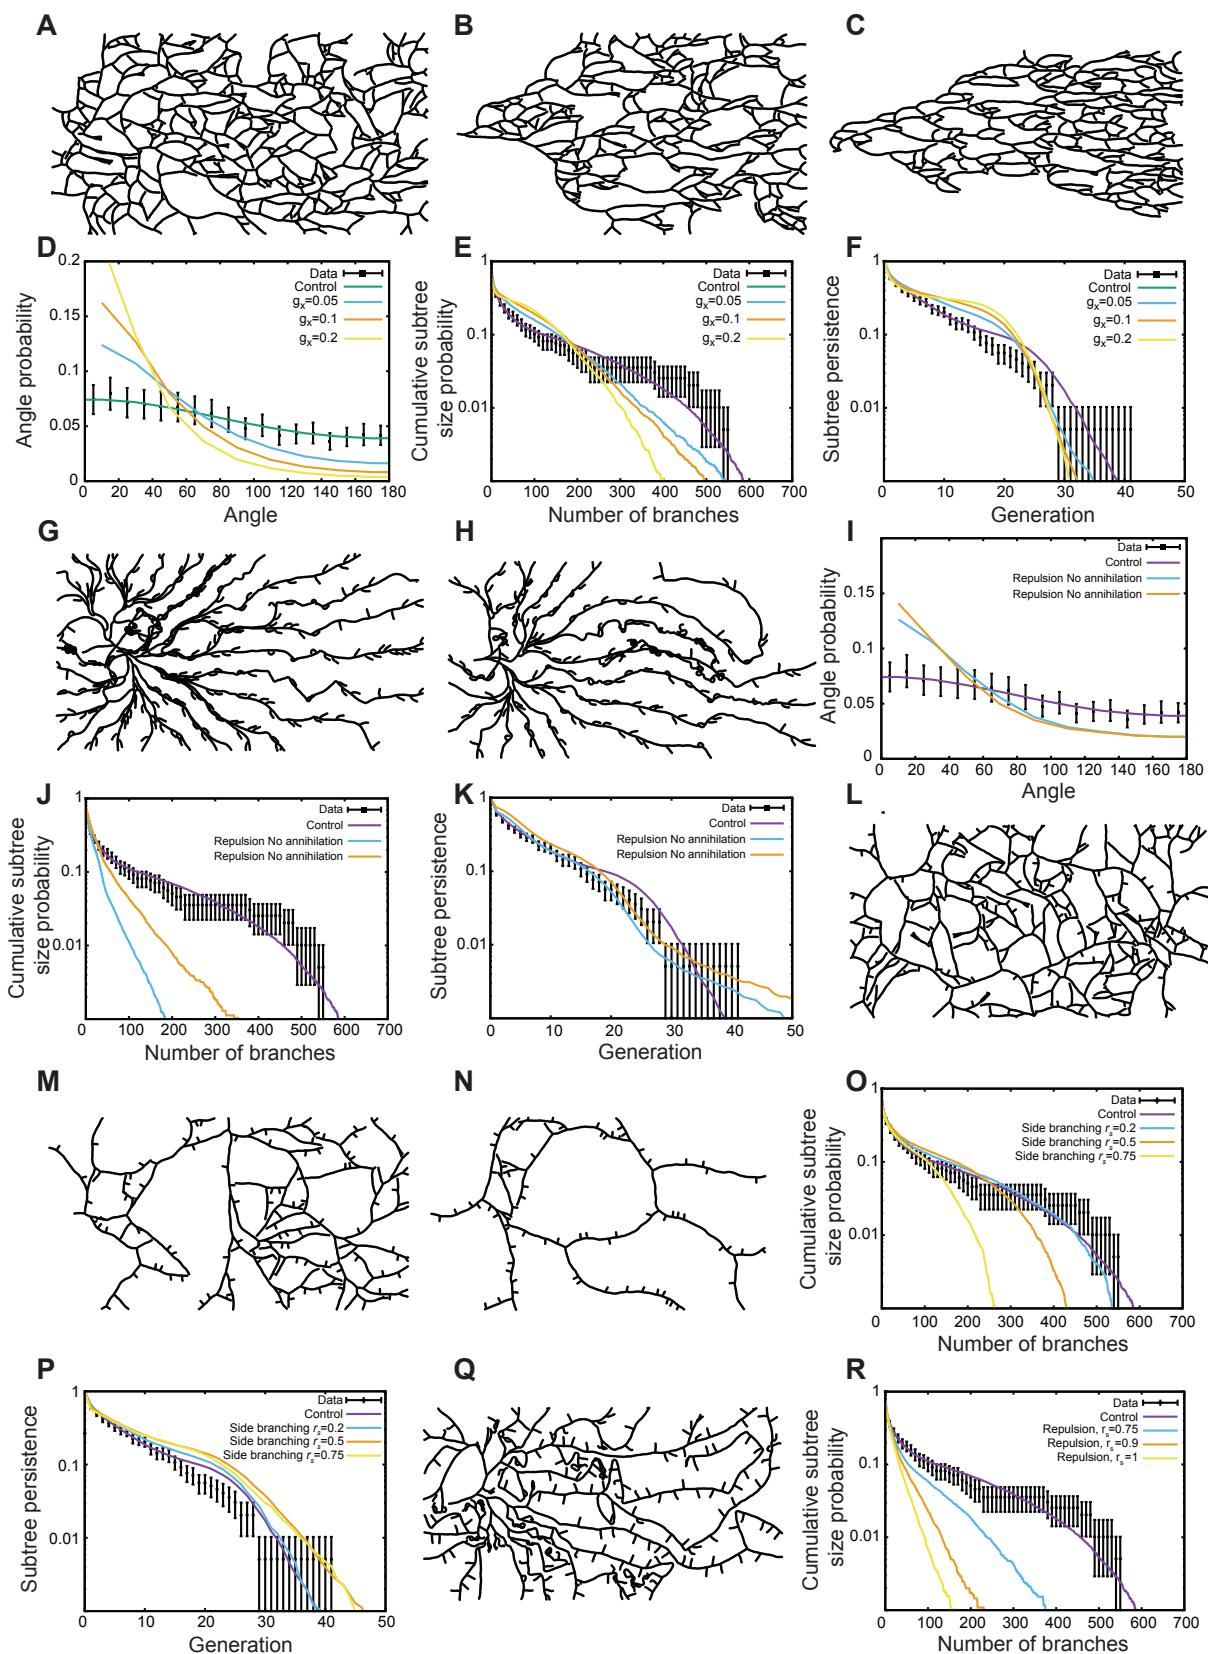 A
B
C
D
Angle probability
0.2
0.15
0.1
0.05
0
Data
Control
gx=0.05
gx=0.1
gx=0.2
20 40 60 80 100 120 140 160 180
Angle
E
Cumulative subtree
size probability
1
0.1
0.01
Data
Control
gx=0.05
gx=0.1
gx=0.2
0 100 200 300 400 500 600 700
Number of branches
F
Subtree persistence
1
0.1
0.01
Data
Control
gx=0.05
gx=0.1
gx=0.2
0 10 20 30 40 50
Generation
G
H
I
Angle probability
0.15
0.1
0.05
0
Data
Control
Repulsion No annihilation
Repulsion No annihilation
0 20 40 60 80 100 120 140 160 180
Angle
J
Cumulative subtree
size probability
1
0.1
0.01
Data
Control
Repulsion No annihilation
Repulsion No annihilation
0 100 200 300 400 500 600 700
Number of branches
K
Subtree persistence
1
0.1
0.01
Data
Control
Repulsion No annihilation
Repulsion No annihilation
0 10 20 30 40 50
Generation
L
M
N
O
Cumulative subtree
size probability
1
0.1
0.01
Data
Control
Side branching rs=0.2
Side branching rs=0.5
Side branching rs=0.75
0 100 200 300 400 500 600 700
Number of branches
P
Subtree persistence
1
0.1
0.01
Data
Control
Side branching rs=0.2
Side branching rs=0.5
Side branching rs=0.75
0 10 20 30 40 50
Generation
Q
R
Cumulative subtree
size probability
1
0.1
0.01
Data
Control
Repulsion, rs=0.75
Repulsion, rs=0.9
Repulsion, rs=1
0 100 200 300 400 500 600 700
Number of branches